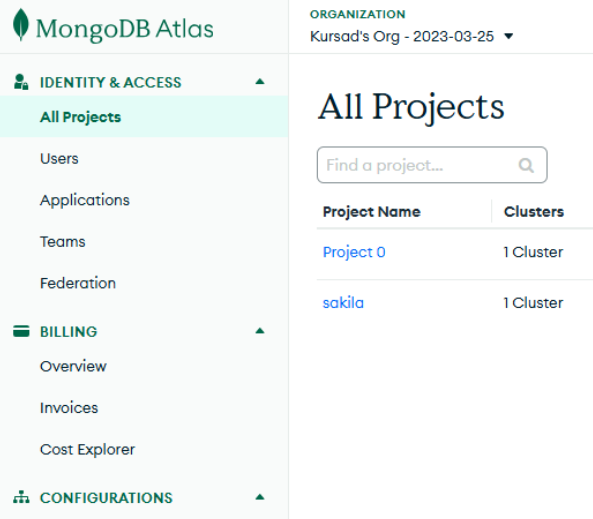 MongoDB Atlas
IDENTITY & ACCESS
All Projects
Users
Applications
Teams
Federation
BILLING
Overview
Invoices
Cost Explorer
CONFIGURATIONS
ORGANIZATION
Kursad's Org - 2023-03-25
All Projects
Find a project...
Project Name Clusters
Project 0 1 Cluster
sakila 1 Cluster